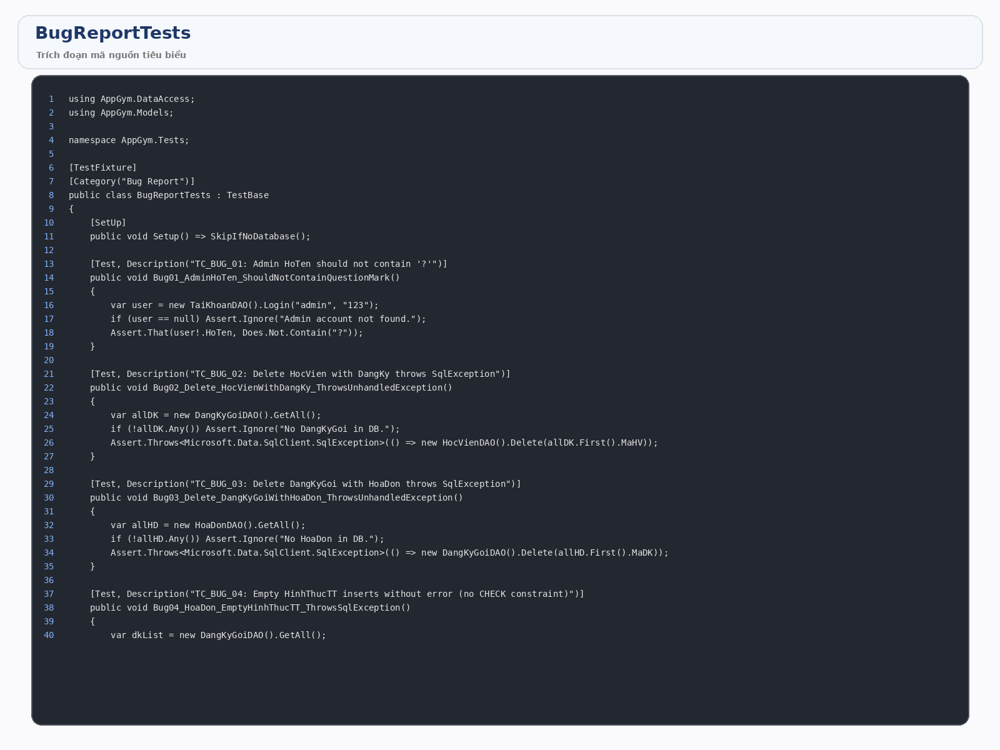 BugReportTests
Trích đoạn mã nguồn tiêu biểu
1 using AppGym.DataAccess;
2 using AppGym.Models;
3
4 namespace AppGym.Tests;
5
6 [TestFixture]
7 [Category("Bug Report")]
8 public class BugReportTests : TestBase
9 {
10     [SetUp]
11     public void Setup() => SkipIfNoDatabase();
12
13     [Test, Description("TC_BUG_01: Admin HoTen should not contain '?'")]
14     public void Bug01_AdminHoTen_ShouldNotContainQuestionMark()
15     {
16         var user = new TaiKhoanDAO().Login("admin", "123");
17         if (user == null) Assert.Ignore("Admin account not found.");
18         Assert.That(user!.HoTen, Does.Not.Contain("?"));
19     }
20
21     [Test, Description("TC_BUG_02: Delete HocVien with DangKy throws SqlException")]
22     public void Bug02_Delete_HocVienWithDangKy_ThrowsUnhandledException()
23     {
24         var allDK = new DangKyGoiDAO().GetAll();
25         if (!allDK.Any()) Assert.Ignore("No DangKyGoi in DB.");
26         Assert.Throws<Microsoft.Data.SqlClient.SqlException>(() => new HocVienDAO().Delete(allDK.First().MaHV));
27     }
28
29     [Test, Description("TC_BUG_03: Delete DangKyGoi with HoaDon throws SqlException")]
30     public void Bug03_Delete_DangKyGoiWithHoaDon_ThrowsUnhandledException()
31     {
32         var allHD = new HoaDonDAO().GetAll();
33         if (!allHD.Any()) Assert.Ignore("No HoaDon in DB.");
34         Assert.Throws<Microsoft.Data.SqlClient.SqlException>(() => new DangKyGoiDAO().Delete(allHD.First().MaDK));
35     }
36
37     [Test, Description("TC_BUG_04: Empty HinhThucTT inserts without error (no CHECK constraint)")]
38     public void Bug04_HoaDon_EmptyHinhThucTT_ThrowsSqlException()
39     {
40         var dkList = new DangKyGoiDAO().GetAll();